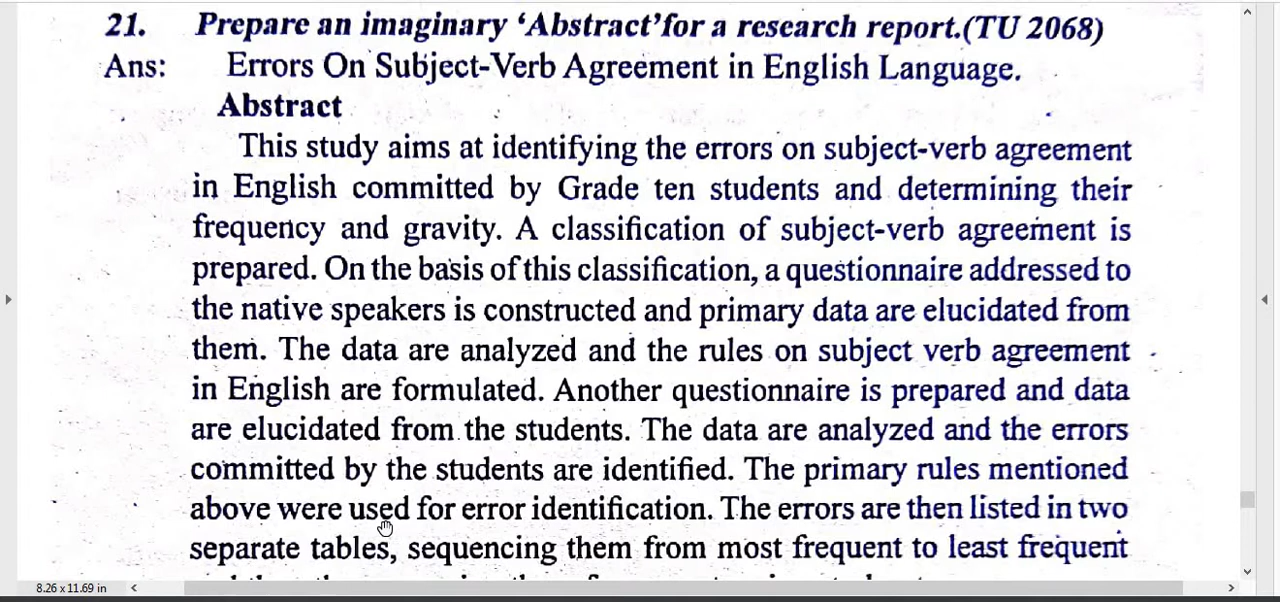 21. Prepare an imaginary ‘Abstract’for a research report.(TU 2068)
Ans: Errors On Subject-Verb Agreement in English Language.
Abstract
This study aims at identifying the errors on subject-verb agreement
in English committed by Grade ten students and determining their
frequency and gravity. A classification of subject-verb agreement is
prepared. On the basis of this classification, a questionnaire addressed to
the native speakers is constructed and primary data are elucidated from
them. The data are analyzed and the rules on subject verb agreement
in English are formulated. Another questionnaire is prepared and data
are elucidated from the students. The data are analyzed and the errors
committed by the students are identified. The primary rules mentioned
above were used for error identification. The errors are then listed in two
separate tables, sequencing them from most frequent to least frequent
8.26 x 11.69 in